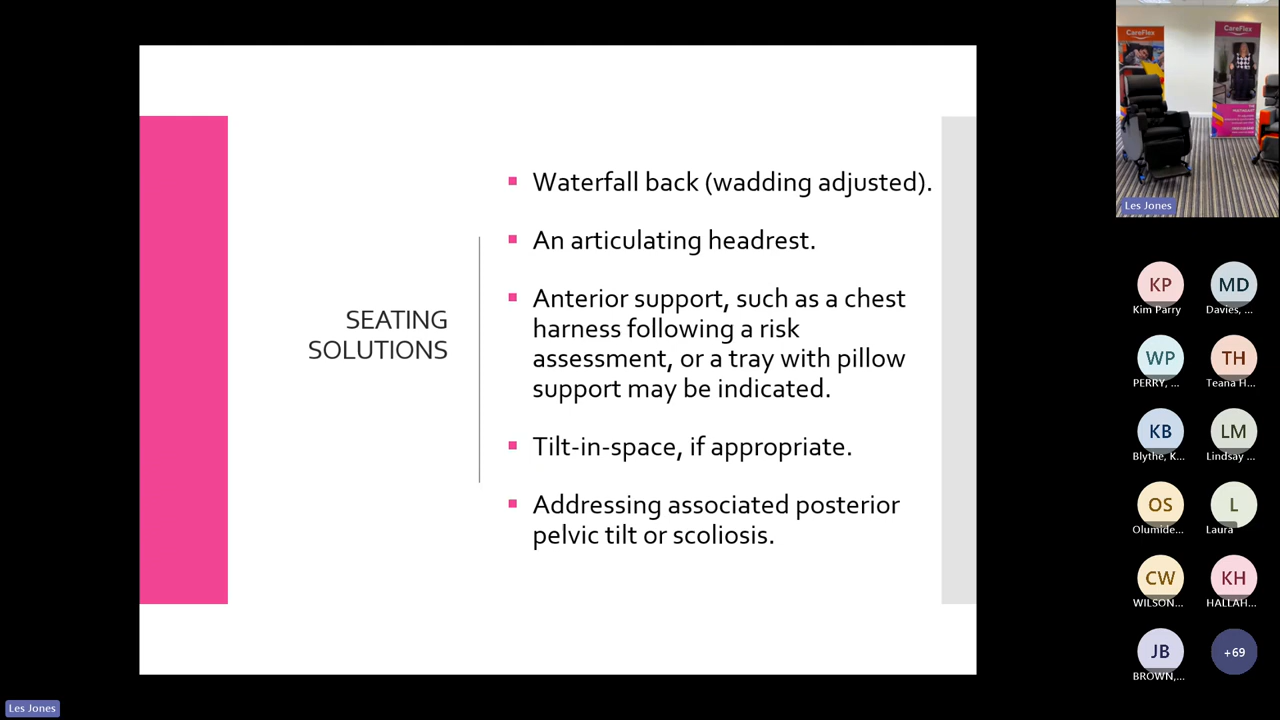 SEATING
SOLUTIONS
Waterfall back (wadding adjusted).
An articulating headrest.
Anterior support, such as a chest
harness following a risk
assessment, or a tray with pillow
support may be indicated.
Tilt-in-space, if appropriate.
Addressing associated posterior
pelvic tilt or scoliosis.
CareFlex
CareFlex
Les Jones
KP
MD
Kim Parry
Davies, ...
WP
TH
PERRY, ...
Teana H...
KB
LM
Blythe, K...
Lindsay ...
OS
L
Olumide...
Laura
CW
KH
WILSON...
HALLAH...
JB
+69
BROWN,...
Les Jones